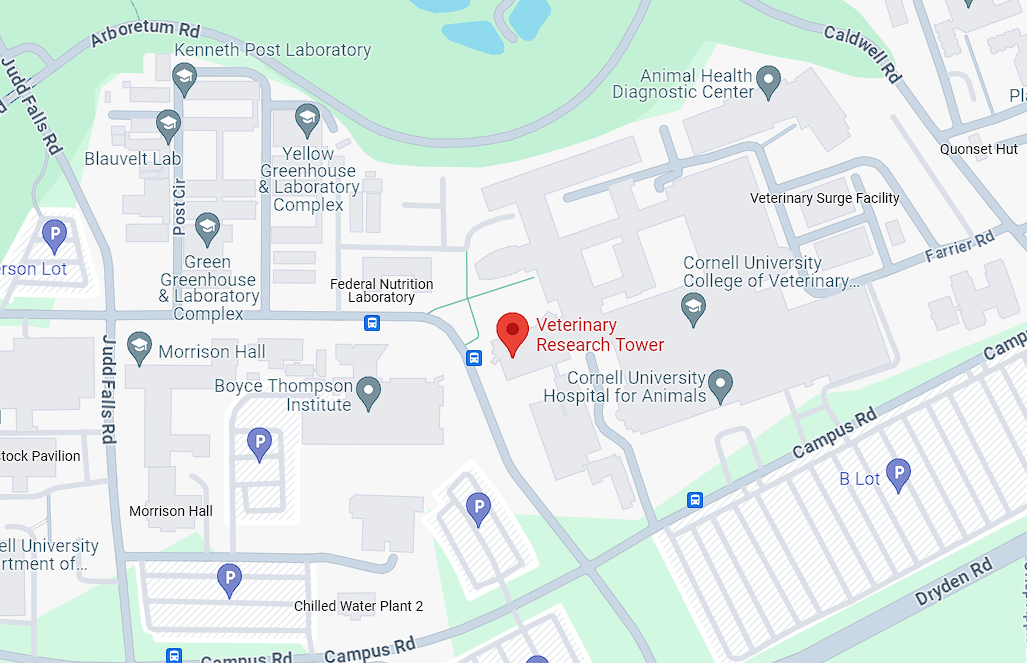 Arboretum Rd
Kenneth Post Laboratory
Caldwell Rd
Judd Falls Rd
Animal Health
Diagnostic Center
Quonset Hut
Blauvelt Lab
Yellow
Greenhouse
& Laboratory
Complex
Post Cir
Veterinary Surge Facility
P
erson Lot
Green
Greenhouse
& Laboratory
Complex
Farrier Rd
Federal Nutrition
Laboratory
Cornell University
College of Veterinary...
Veterinary
Research Tower
Morrison Hall
Judd Falls Rd
Boyce Thompson
Institute
Cornell University
Hospital for Animals
Campus Rd
P
stock Pavilion
B Lot
P
P
Morrison Hall
ell University
rtment of...
P
Chilled Water Plant 2
Dryden Rd
Campus Rd
Campus Rd